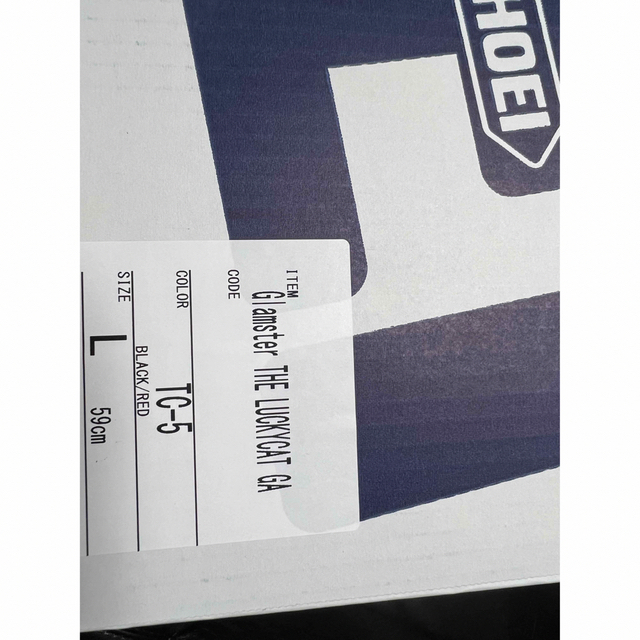 SHOEI
ITEM
Glamster THE LUCKYCAT GA
CODE
COLOR
TC-5
BLACK/RED
SIZE
L
59cm